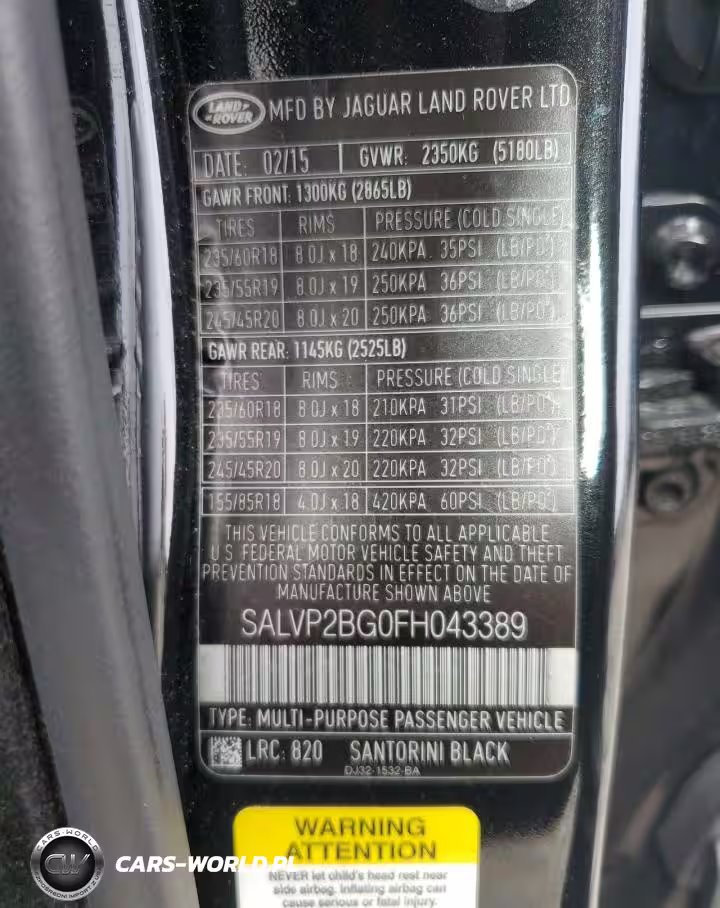 LAND ROVER MFD BY JAGUAR LAND ROVER LTD
DATE: 02/15 GVWR: 2350KG (5180LB)
GAWR FRONT: 1300KG (2865LB)
TIRES RIMS PRESSURE (COLD.SINGLE)
235/60R18 8.0J x 18 240KPA 35PSI (LB/PO²)
235/55R19 8.0J x 19 250KPA 36PSI (LB/PO²)
245/45R20 8.0J x 20 250KPA 36PSI (LB/PO²)
GAWR REAR: 1145KG (2525LB)
TIRES RIMS PRESSURE (COLD SINGLE)
235/60R18 8.0J x 18 210KPA 31PSI (LB/PO²)
235/55R19 8.0J x 19 220KPA 32PSI (LB/PO²)
245/45R20 8.0J x 20 220KPA 32PSI (LB/PO²)
155/85R18 4.0J x 18 420KPA 60PSI (LB/PO²)
THIS VEHICLE CONFORMS TO ALL APPLICABLE
U.S. FEDERAL MOTOR VEHICLE SAFETY AND THEFT
PREVENTION STANDARDS IN EFFECT ON THE DATE OF
MANUFACTURE SHOWN ABOVE
SALVP2BG0FH043389
TYPE: MULTI-PURPOSE PASSENGER VEHICLE
LRC: 820 SANTORINI BLACK
DJ32-1532-BA
WARNING
ATTENTION
NEVER let child's head rest near
side airbag. Inflating airbag can
cause serious or fatal injury.
CARS-WORLD
CW
CARS-WORLD.PL